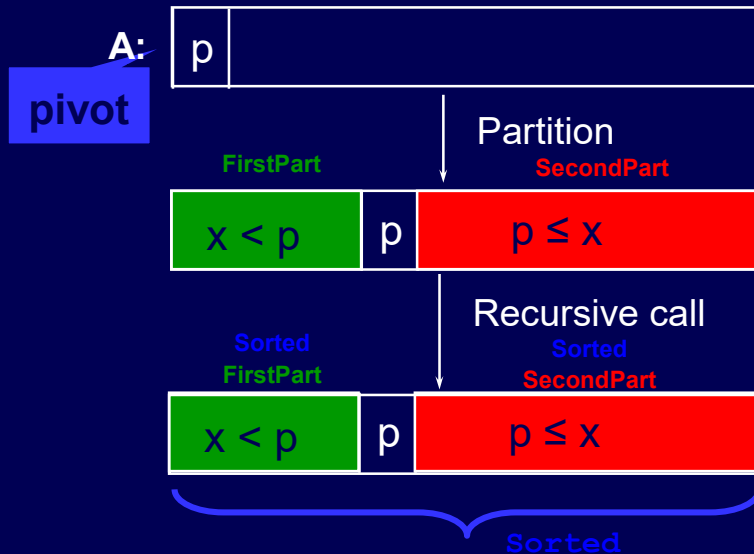 A:
p
pivot
Partition
FirstPart
SecondPart
x < p
p
p ≤ x
Recursive call
Sorted
Sorted
FirstPart
SecondPart
x < p
p
p ≤ x
Sorted